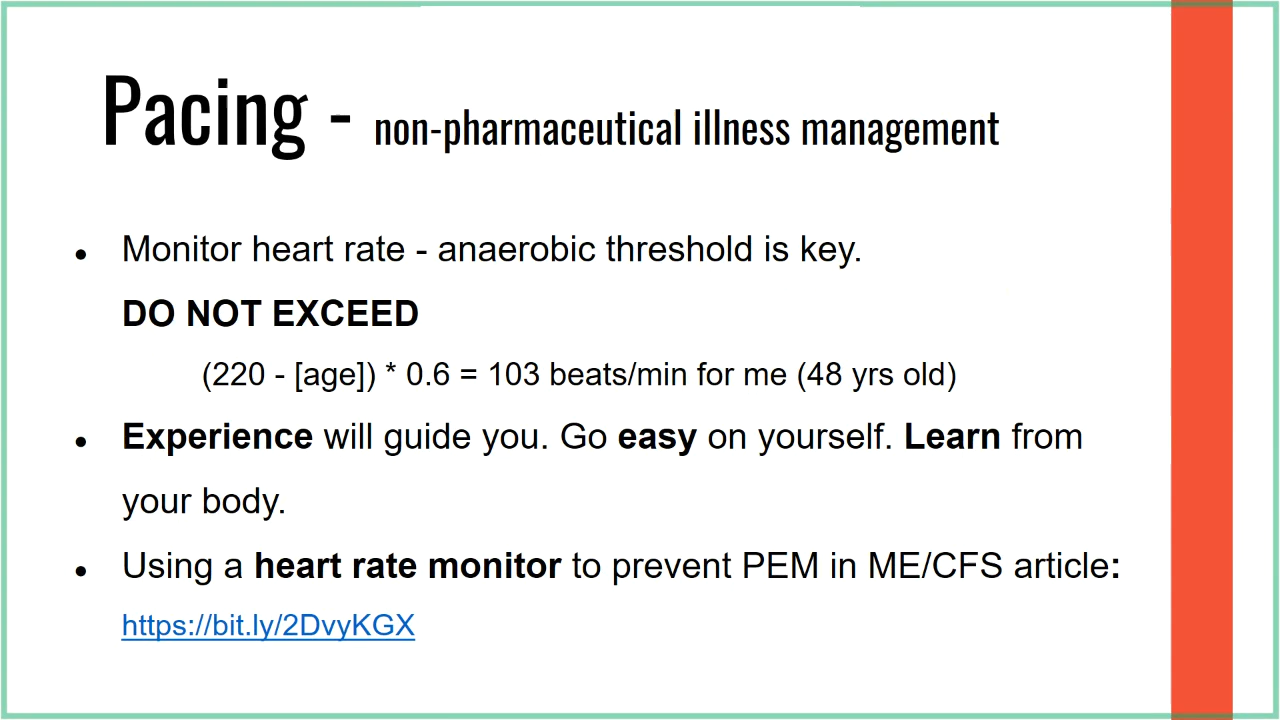 Pacing - non-pharmaceutical illness management
● Monitor heart rate - anaerobic threshold is key.
DO NOT EXCEED
(220 - [age]) * 0.6 = 103 beats/min for me (48 yrs old)
● Experience will guide you. Go easy on yourself. Learn from
your body.
● Using a heart rate monitor to prevent PEM in ME/CFS article:
https://bit.ly/2DvyKGX